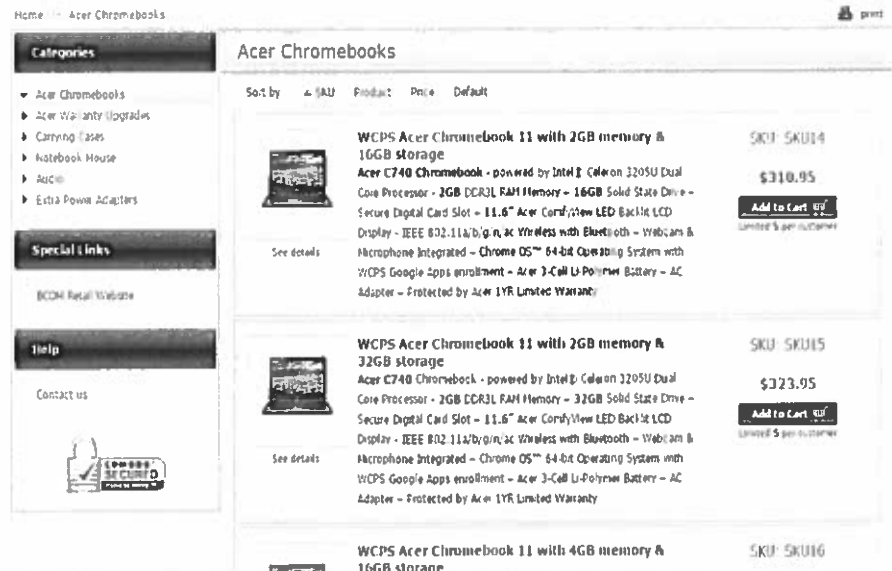 Home Acer Chromebooks
print
Categories
Acer Chromebooks
Acer Warranty Upgrades
Carrying Cases
Notebook Mouse
Audio
Extra Power Adapters
Special Links
BCOM Retail Website
Help
Contact us
SECURED
Acer Chromebooks
Sort by SKU Product Price Default
WCPS Acer Chromebook 11 with 2GB memory &
16GB storage
Acer C740 Chromebook - powered by Intel® Celeron 3205U Dual
Core Processor - 2GB DDR3L RAM Memory – 16GB Solid State Drive –
Secure Digital Card Slot – 11.6" Acer ComfyView LED Backlit LCD
Display - IEEE 802.11a/b/g/n/ac Wireless with Bluetooth – Webcam &
Microphone Integrated – Chrome OS™ 64-bit Operating System with
WCPS Google Apps enrollment – Acer 3-Cell Li-Polymer Battery – AC
Adapter – Protected by Acer 1YR Limited Warranty
See details
SKU: SKU14
$310.95
Add to Cart
Limited 5 per customer
WCPS Acer Chromebook 11 with 2GB memory &
32GB storage
Acer C740 Chromebook - powered by Intel® Celeron 3205U Dual
Core Processor - 2GB DDR3L RAM Memory – 32GB Solid State Drive –
Secure Digital Card Slot – 11.6" Acer ComfyView LED Backlit LCD
Display - IEEE 802.11a/b/g/n/ac Wireless with Bluetooth – Webcam &
Microphone Integrated – Chrome OS™ 64-bit Operating System with
WCPS Google Apps enrollment – Acer 3-Cell Li-Polymer Battery – AC
Adapter – Protected by Acer 1YR Limited Warranty
See details
SKU: SKU15
$323.95
Add to Cart
Limited 5 per customer
WCPS Acer Chromebook 11 with 4GB memory &
16GB storage
SKU: SKU16